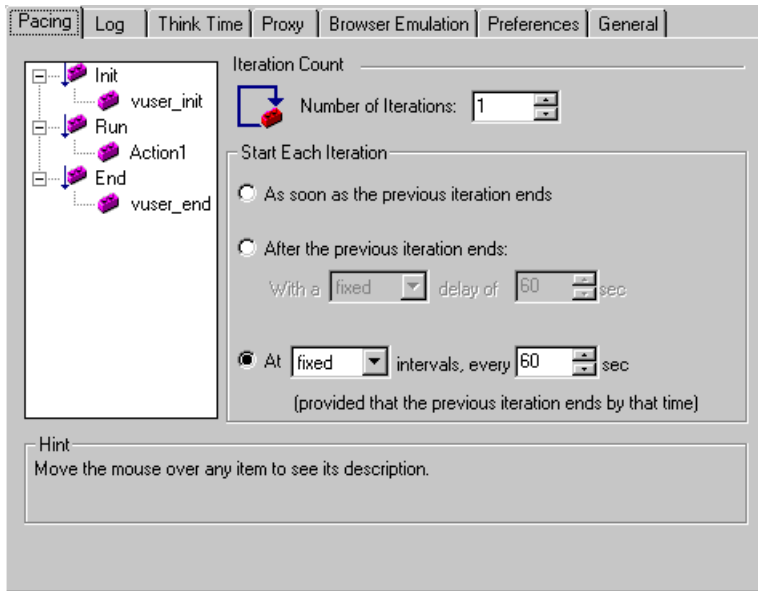 Pacing Log Think Time Proxy Browser Emulation Preferences General
Init
vuser_init
Run
Action1
End
vuser_end
Iteration Count
Number of Iterations: 1
Start Each Iteration
As soon as the previous iteration ends
After the previous iteration ends:
With a fixed delay of 60 sec
At fixed intervals, every 60 sec
(provided that the previous iteration ends by that time)
Hint
Move the mouse over any item to see its description.